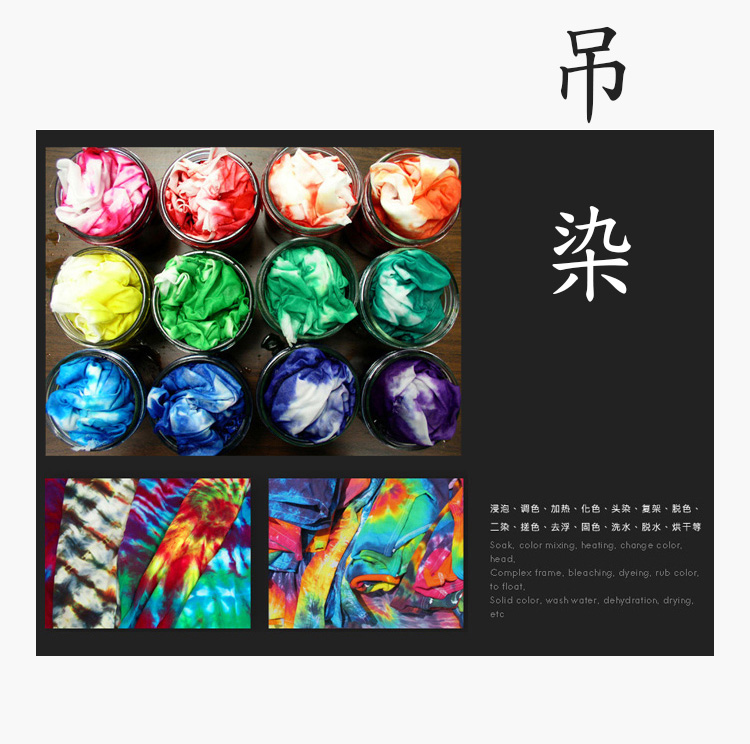 吊
染
浸泡、调色、加热、化色、头染、复架、脱色、
二染、搓色、去浮、固色、洗水、脱水、烘干等
Soak, color mixing, heating, change color,
head,
Complex frame, bleaching, dyeing, rub color,
to float,
Solid color, wash water, dehydration, drying,
etc